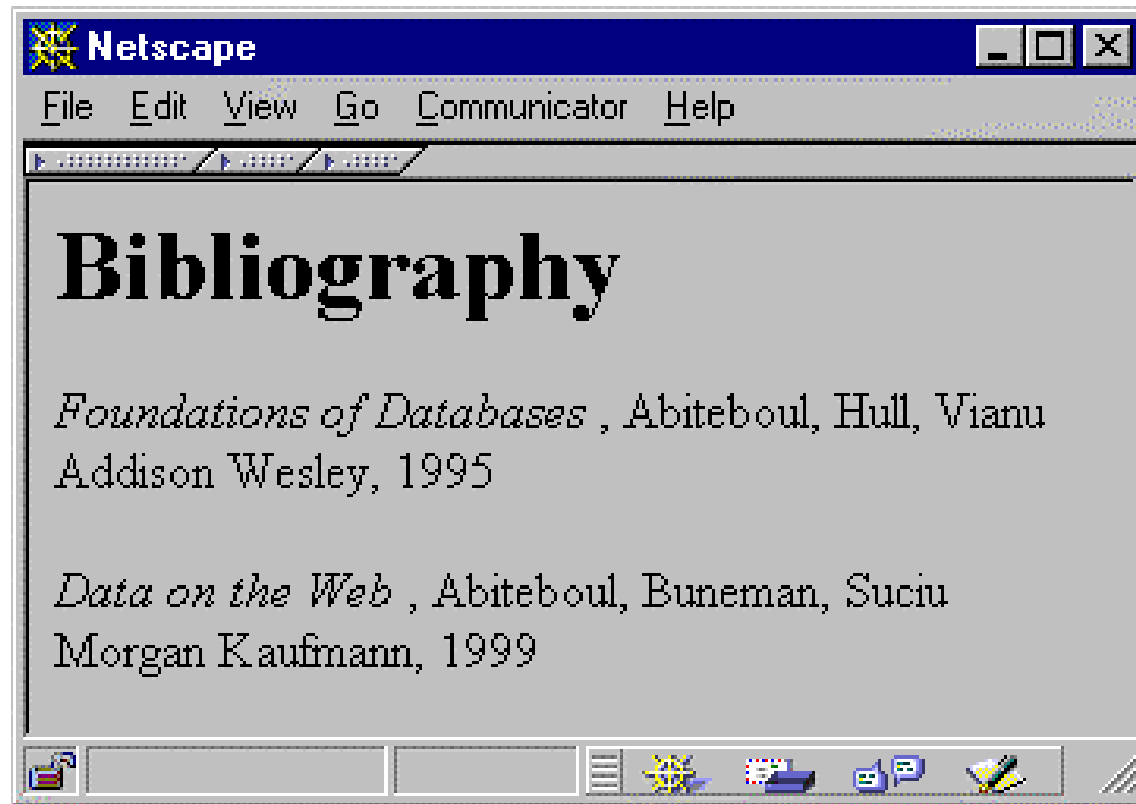 Netscape
File Edit View Go Communicator Help
Bibliography
Foundations of Databases , Abiteboul, Hull, Vianu
Addison Wesley, 1995
Data on the Web , Abiteboul, Buneman, Suciu
Morgan Kaufmann, 1999